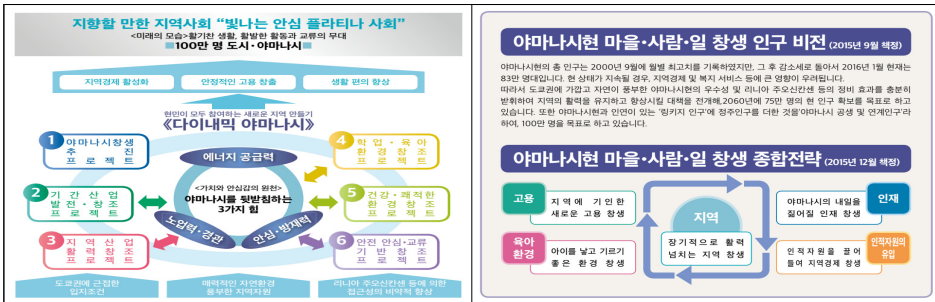 지향할 만한 지역사회 “빛나는 안심 플라티나 사회”
<미래의 모습>활기찬 생활, 활발한 활동과 교류의 무대
■100만 명 도시·야마나시■
지역경제 활성화
안정적인 고용 창출
생활 편의 향상
현민이 모두 참여하는 새로운 지역 만들기
《다이내믹 야마나시》
1 야마나시창생
추 진
프로젝트
2 기간산업
발전·창조
프로젝트
3 지역산업
활력창조
프로젝트
에너지 공급력
<가치와 안심감의 원천>
야마나시를 뒷받침하는
3가지 힘
노업력·경관
안심·방재력
4 학업·육아
환경창조
프로젝트
5 건강·쾌적한
환경창조
프로젝트
6 안전 안심·교류
기반창조
프로젝트
도쿄권에 근접한
입지조건
매력적인 자연환경
풍부한 지역자원
리니아 주오신칸센 등에 의한
접근성의 비약적 향상
야마나시현 마을·사람·일 창생 인구 비전 (2015년 9월 책정)
야마나시현의 총 인구는 2000년 9월에 월별 최고치를 기록하였지만, 그 후 감소세로 돌아서 2016년 1월 현재는
83만 명대입니다. 현 상태가 지속될 경우, 지역경제 및 복지 서비스 등에 큰 영향이 우려됩니다.
따라서 도쿄권에 가깝고 자연이 풍부한 야마나시현의 우수성 및 리니아 주오신칸센 등의 정비 효과를 충분히
발휘하여 지역의 활력을 유지하고 향상시킬 대책을 전개해,2060년에 75만 명의 현 인구 확보를 목표로 하고
있습니다. 또한 야마나시현과 인연이 있는 ‘링키지 인구’에 정주인구를 더한 것을‘야마나시 공생 및 연계인구’라
하여, 100만 명을 목표로 하고 있습니다.
야마나시현 마을·사람·일 창생 종합전략 (2015년 12월 책정)
고용
지역에 기인한
새로운 고용 창생
육아
환경
아이를 낳고 기르기
좋은 환경 창생
지역
장기적으로 활력
넘치는 지역 창생
야마나시의 내일을
짊어질 인재 창생
인재
인적자원을 끌어
들여 지역경제 창생
인적자원의
유입